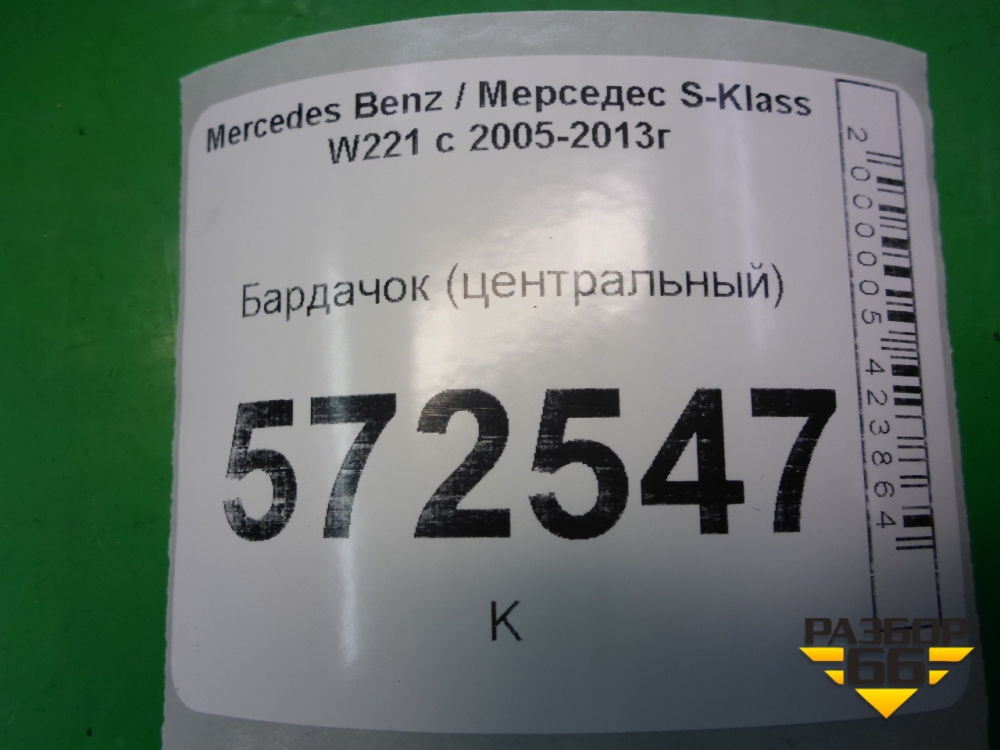 Mercedes Benz / Мерседес S-Klass
W221 с 2005-2013г
Бардачок (центральный)
572547
К
2000005423864
РАЗБОР
66